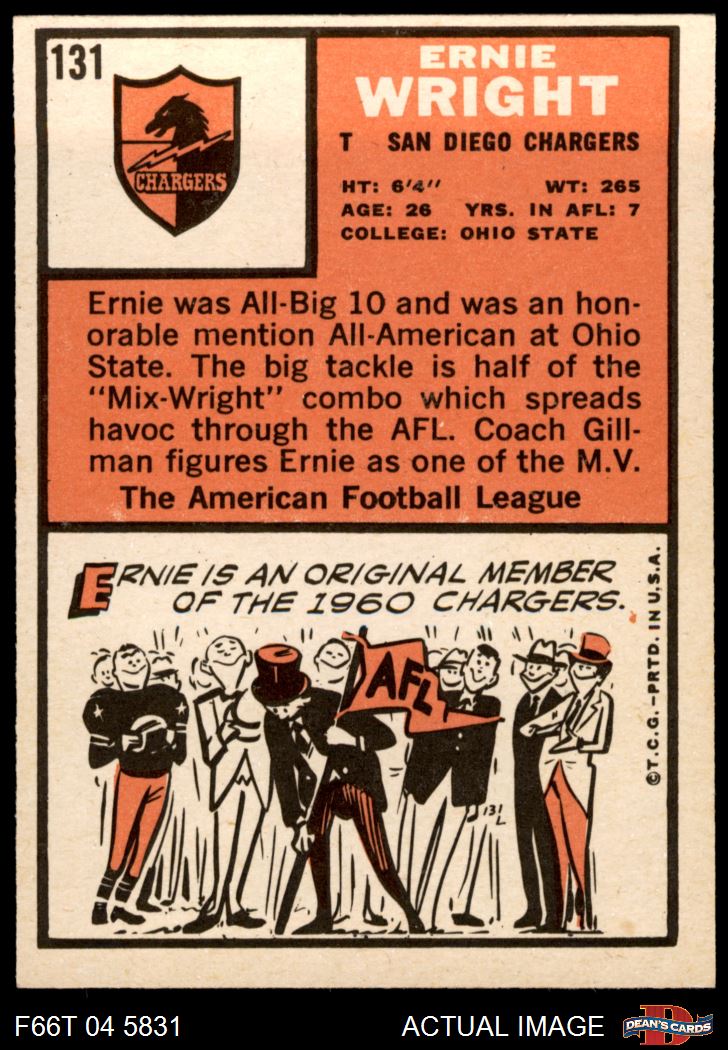 131
CHARGERS
ERNIE
WRIGHT
T SAN DIEGO CHARGERS
HT: 6'4" WT: 265
AGE: 26 YRS. IN AFL: 7
COLLEGE: OHIO STATE
Ernie was All-Big 10 and was an hon-
orable mention All-American at Ohio
State. The big tackle is half of the
"Mix-Wright" combo which spreads
havoc through the AFL. Coach Gill-
man figures Ernie as one of the M.V.
The American Football League
ERNIE IS AN ORIGINAL MEMBER
OF THE 1960 CHARGERS.
AFL
131
L
©T.C.G.-PRTD. IN U.S.A.
F66T 04 5831
ACTUAL IMAGE
D
DEAN'S CARDS